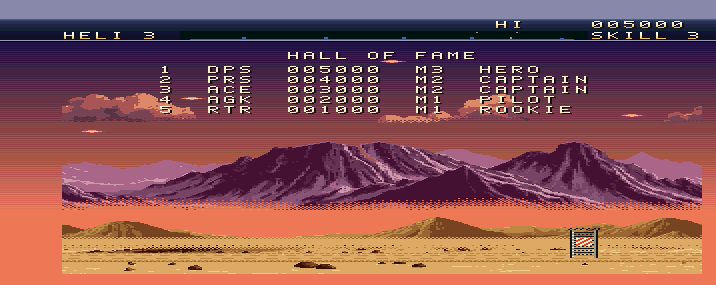 HI 005000
HELI 3 SKILL 3
HALL OF FAME
1 DPS 005000 M3 HERO
2 PRS 004000 M2 CAPTAIN
3 ACE 003000 M2 CAPTAIN
4 AGK 002000 M1 PILOT
5 RTR 001000 M1 ROOKIE